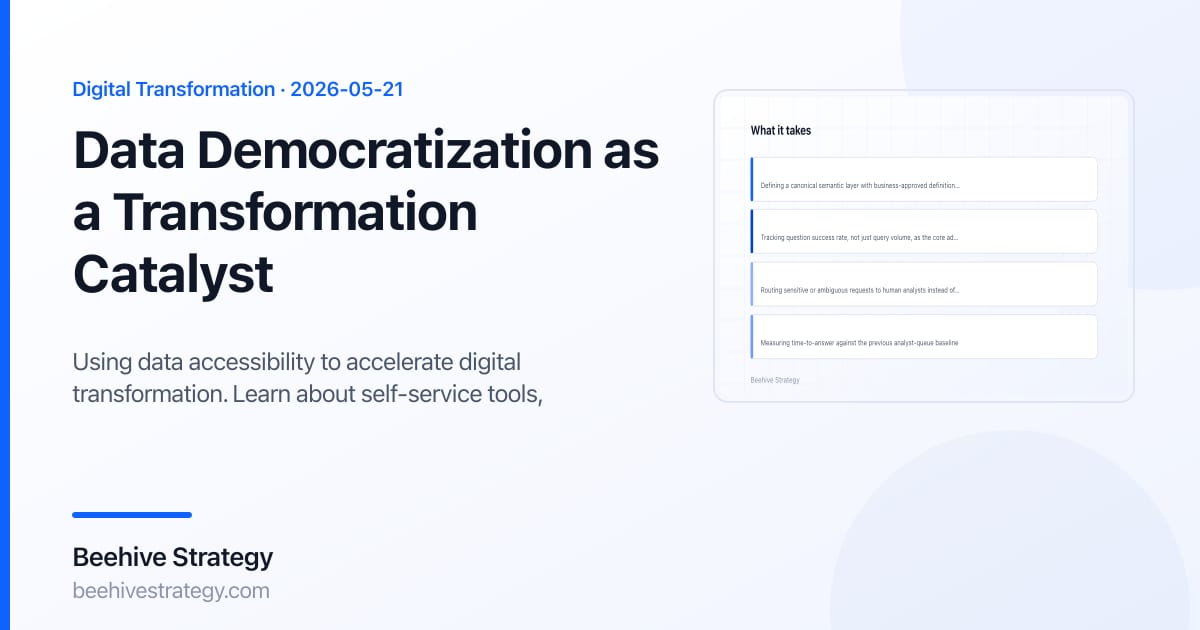 Digital Transformation · 2026-05-21
Data Democratization as
a Transformation
Catalyst
Using data accessibility to accelerate digital
transformation. Learn about self-service tools,
Beehive Strategy
beehivestrategy.com
What it takes
Defining a canonical semantic layer with business-approved definition...
Tracking question success rate, not just query volume, as the core ad...
Routing sensitive or ambiguous requests to human analysts instead of...
Measuring time-to-answer against the previous analyst-queue baseline
Beehive Strategy